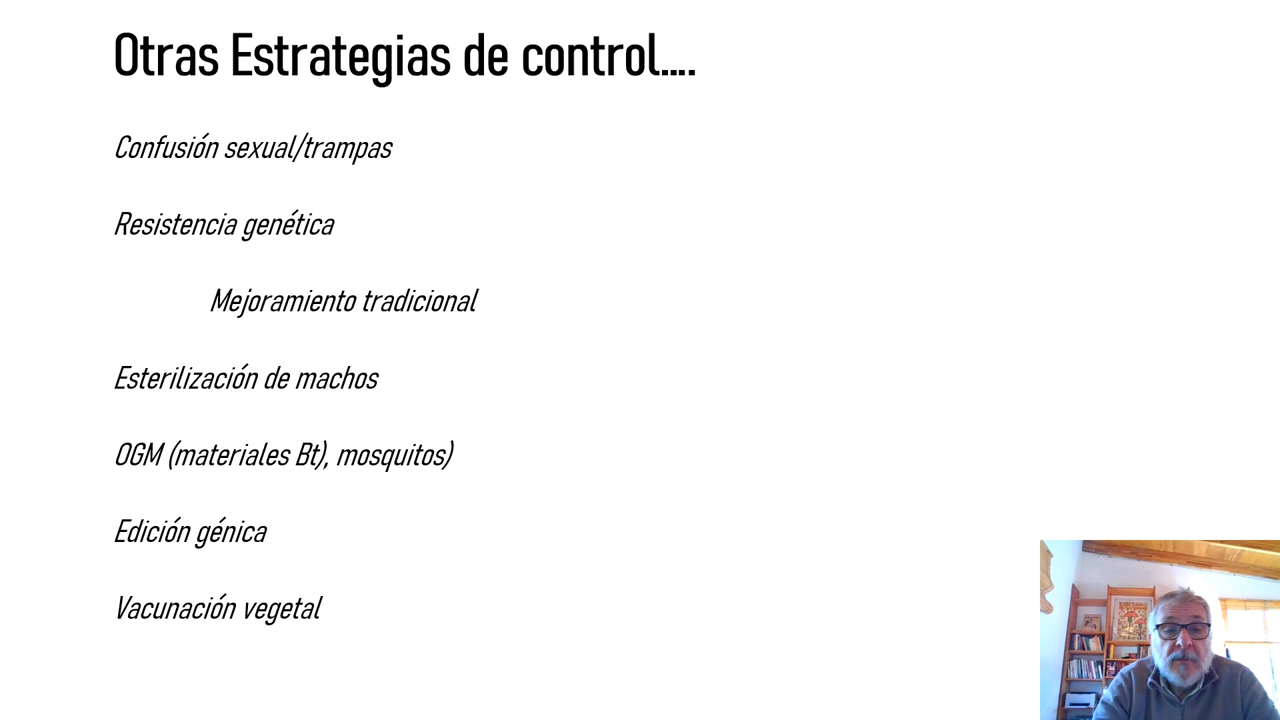 Otras Estrategias de control....
Confusión sexual/trampas
Resistencia genética
Mejoramiento tradicional
Esterilización de machos
OGM (materiales Bt), mosquitos)
Edición génica
Vacunación vegetal